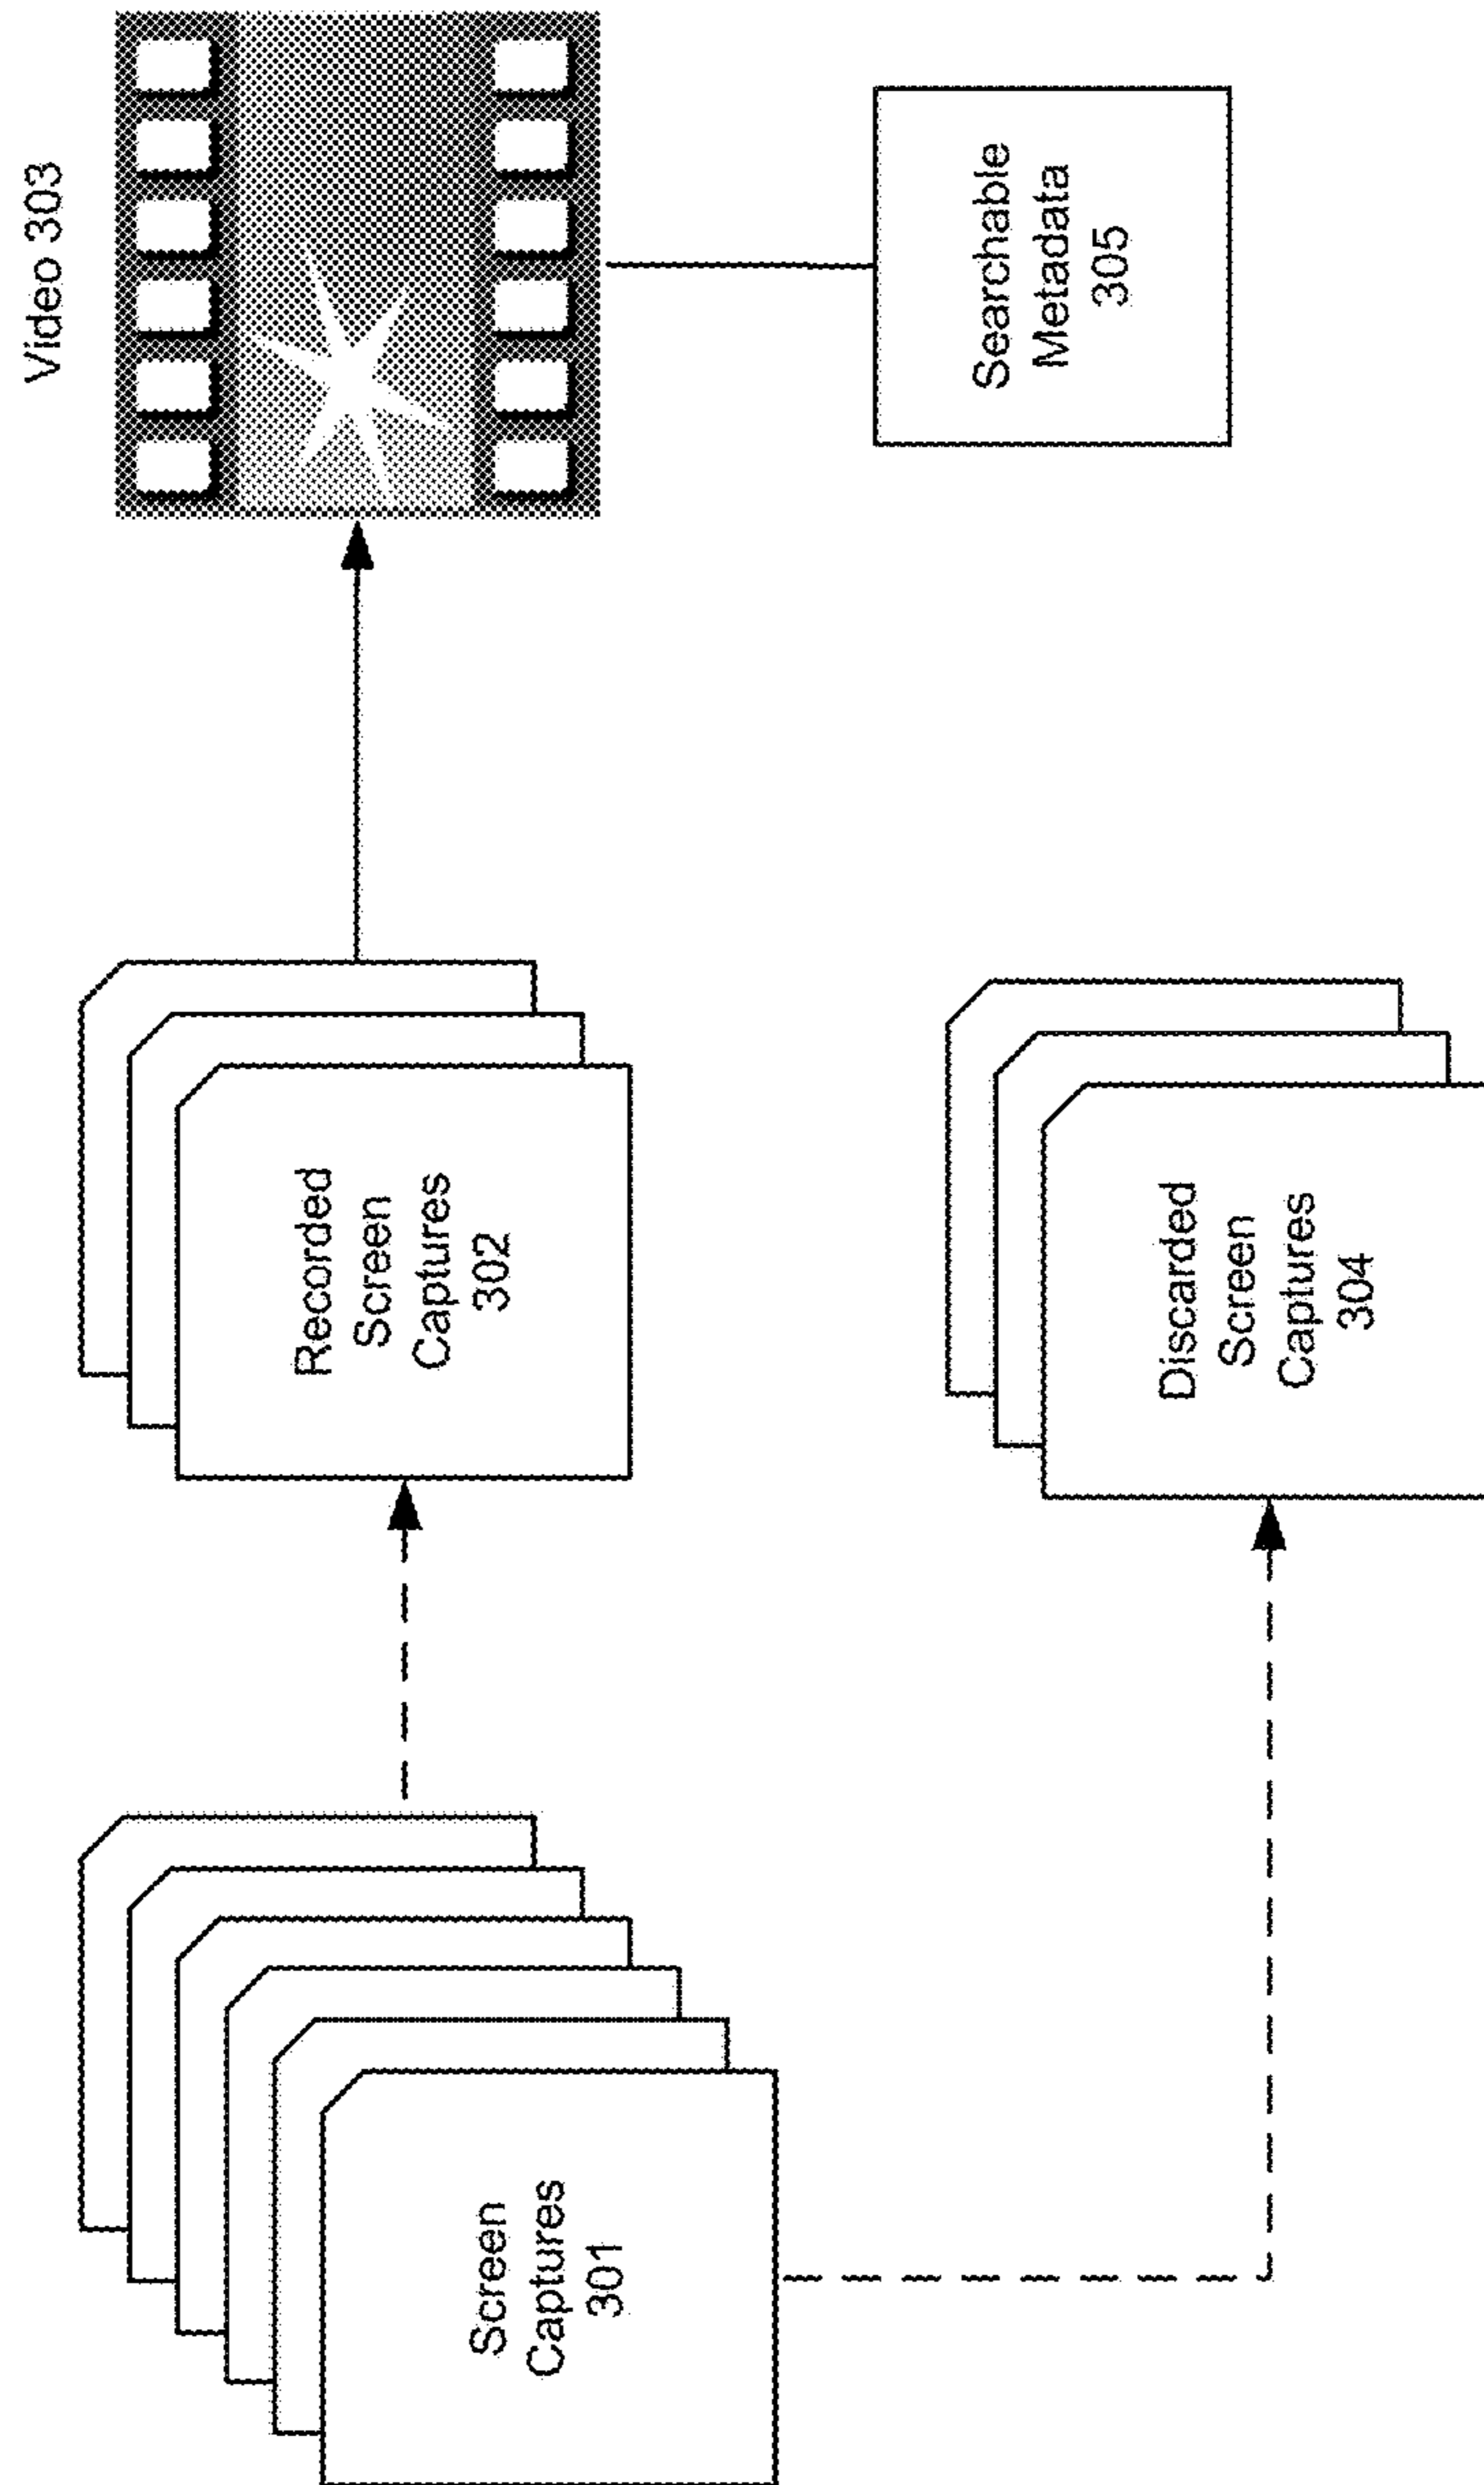 Screen
Captures
301
Recorded
Screen
Captures
302
Video 303
Discarded
Screen
Captures
304
Searchable
Metadata
305